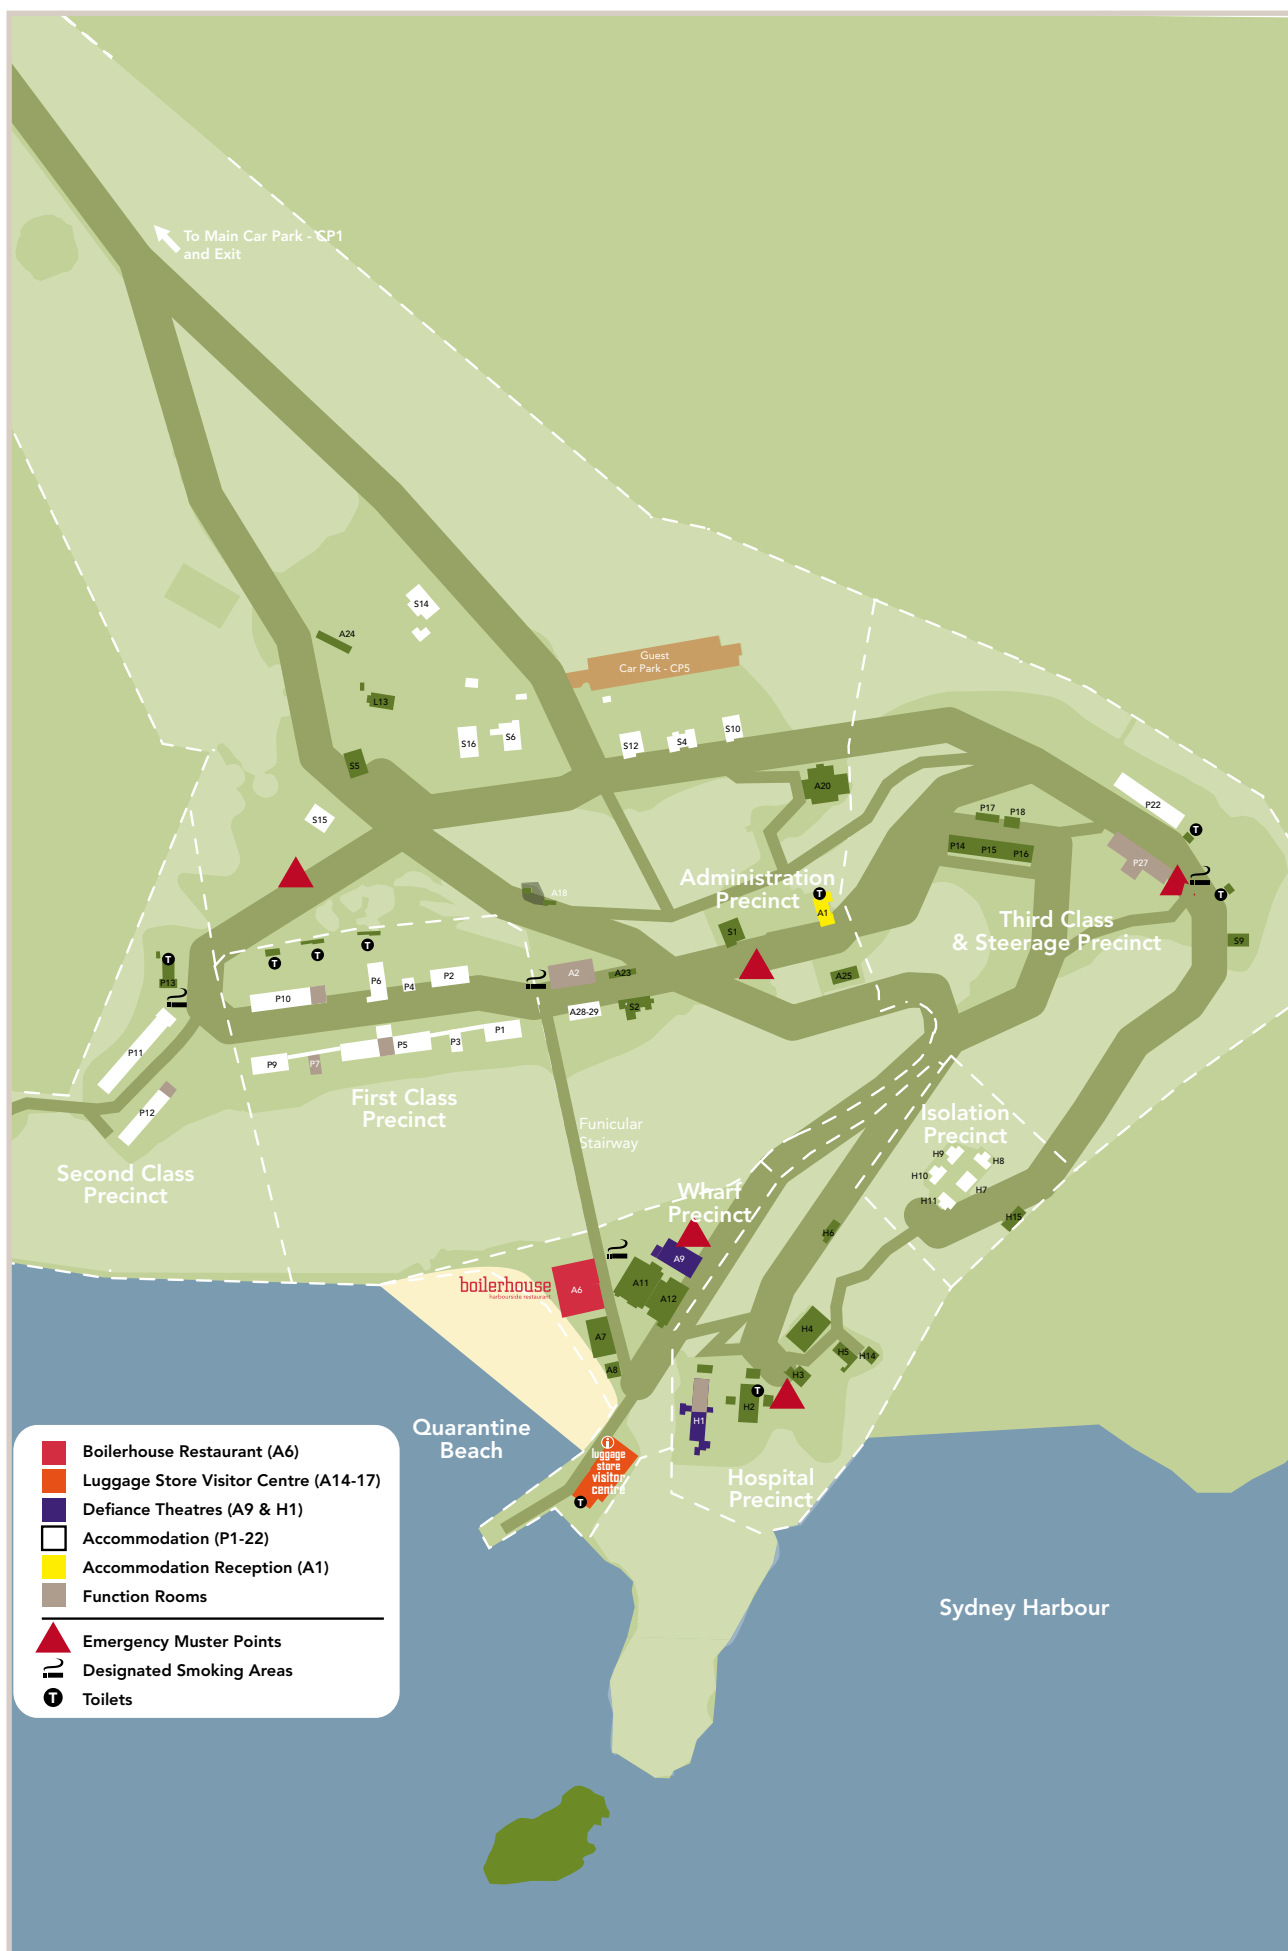 To Main Car Park - CP1
and Exit
S14
A24
Guest
Car Park - CP5
L13
S10
S16
S6
S12
S4
S5
A20
P22
S15
P17
P18
T
P14
P15
P16
P27
Administration
Precinct
A18
T
A1
T
Third Class
& Steerage Precinct
S1
S9
T
T
T
T
P13
P6
P2
P4
A2
A23
A25
P10
A28-29
S2
P1
P3
P5
P11
P9
P7
First Class
Precinct
P12
Funicular
Stairway
Isolation
Precinct
H9
H8
H10
H7
H11
Second Class
Precinct
Wharf
Precinct
H15
H6
A9
boilerhouse
harbourside restaurant
A6
A11
A12
A7
H4
H5
H14
A8
H3
T
H2
H1
Quarantine
Beach
i
luggage
store
visitor
centre
T
Hospital
Precinct
Sydney Harbour
Boilerhouse Restaurant (A6)
Luggage Store Visitor Centre (A14-17)
Defiance Theatres (A9 & H1)
Accommodation (P1-22)
Accommodation Reception (A1)
Function Rooms
Emergency Muster Points
Designated Smoking Areas
T Toilets